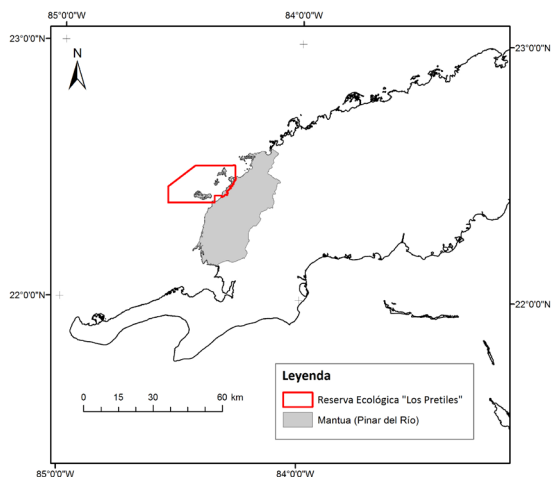 85°0'0"W 84°0'0"W
23°0'0"N 23°0'0"N
N
22°0'0"N 22°0'0"N
0 15 30 60 km
Leyenda
Reserva Ecológica "Los Pretiles"
Mantua (Pinar del Río)
85°0'0"W 84°0'0"W